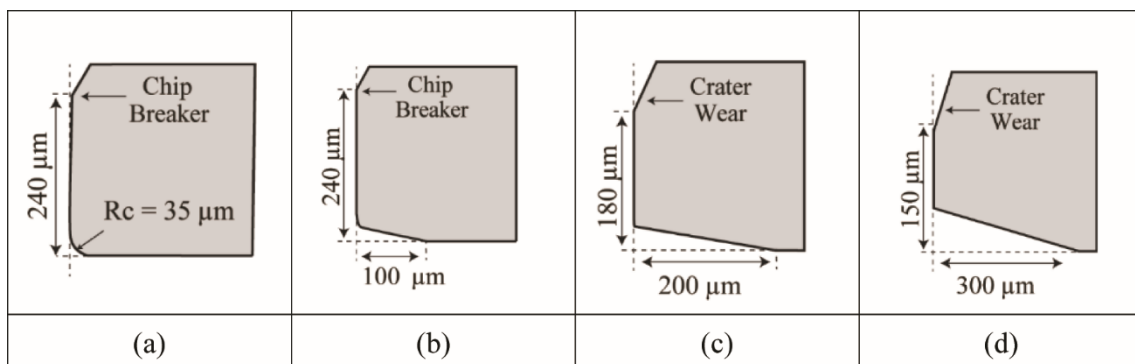 Chip
Breaker
240 µm
Rc = 35 µm
(a)
Chip
Breaker
240 µm
100 µm
(b)
Crater
Wear
180 µm
200 µm
(c)
Crater
Wear
150 µm
300 µm
(d)